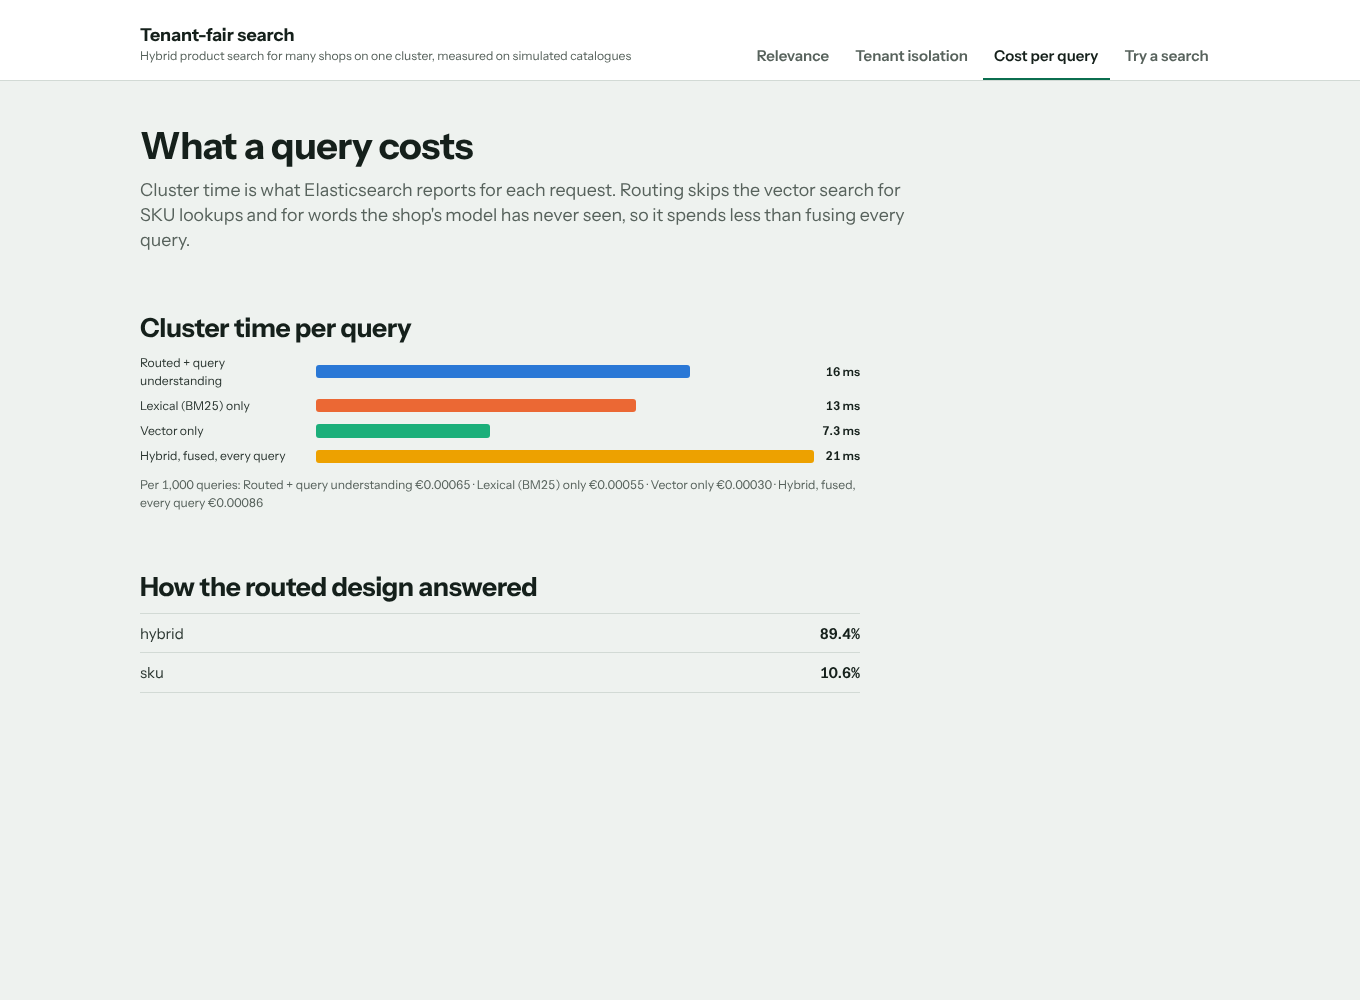 Tenant-fair search
Hybrid product search for many shops on one cluster, measured on simulated catalogues
Relevance
Tenant isolation
Cost per query
Try a search
What a query costs
Cluster time is what Elasticsearch reports for each request. Routing skips the vector search for
SKU lookups and for words the shop's model has never seen, so it spends less than fusing every
query.
Cluster time per query
Routed + query
understanding
16 ms
Lexical (BM25) only
13 ms
Vector only
7.3 ms
Hybrid, fused, every query
21 ms
Per 1,000 queries: Routed + query understanding €0.00065 · Lexical (BM25) only €0.00055 · Vector only €0.00030 · Hybrid, fused,
every query €0.00086
How the routed design answered
hybrid
89.4%
sku
10.6%